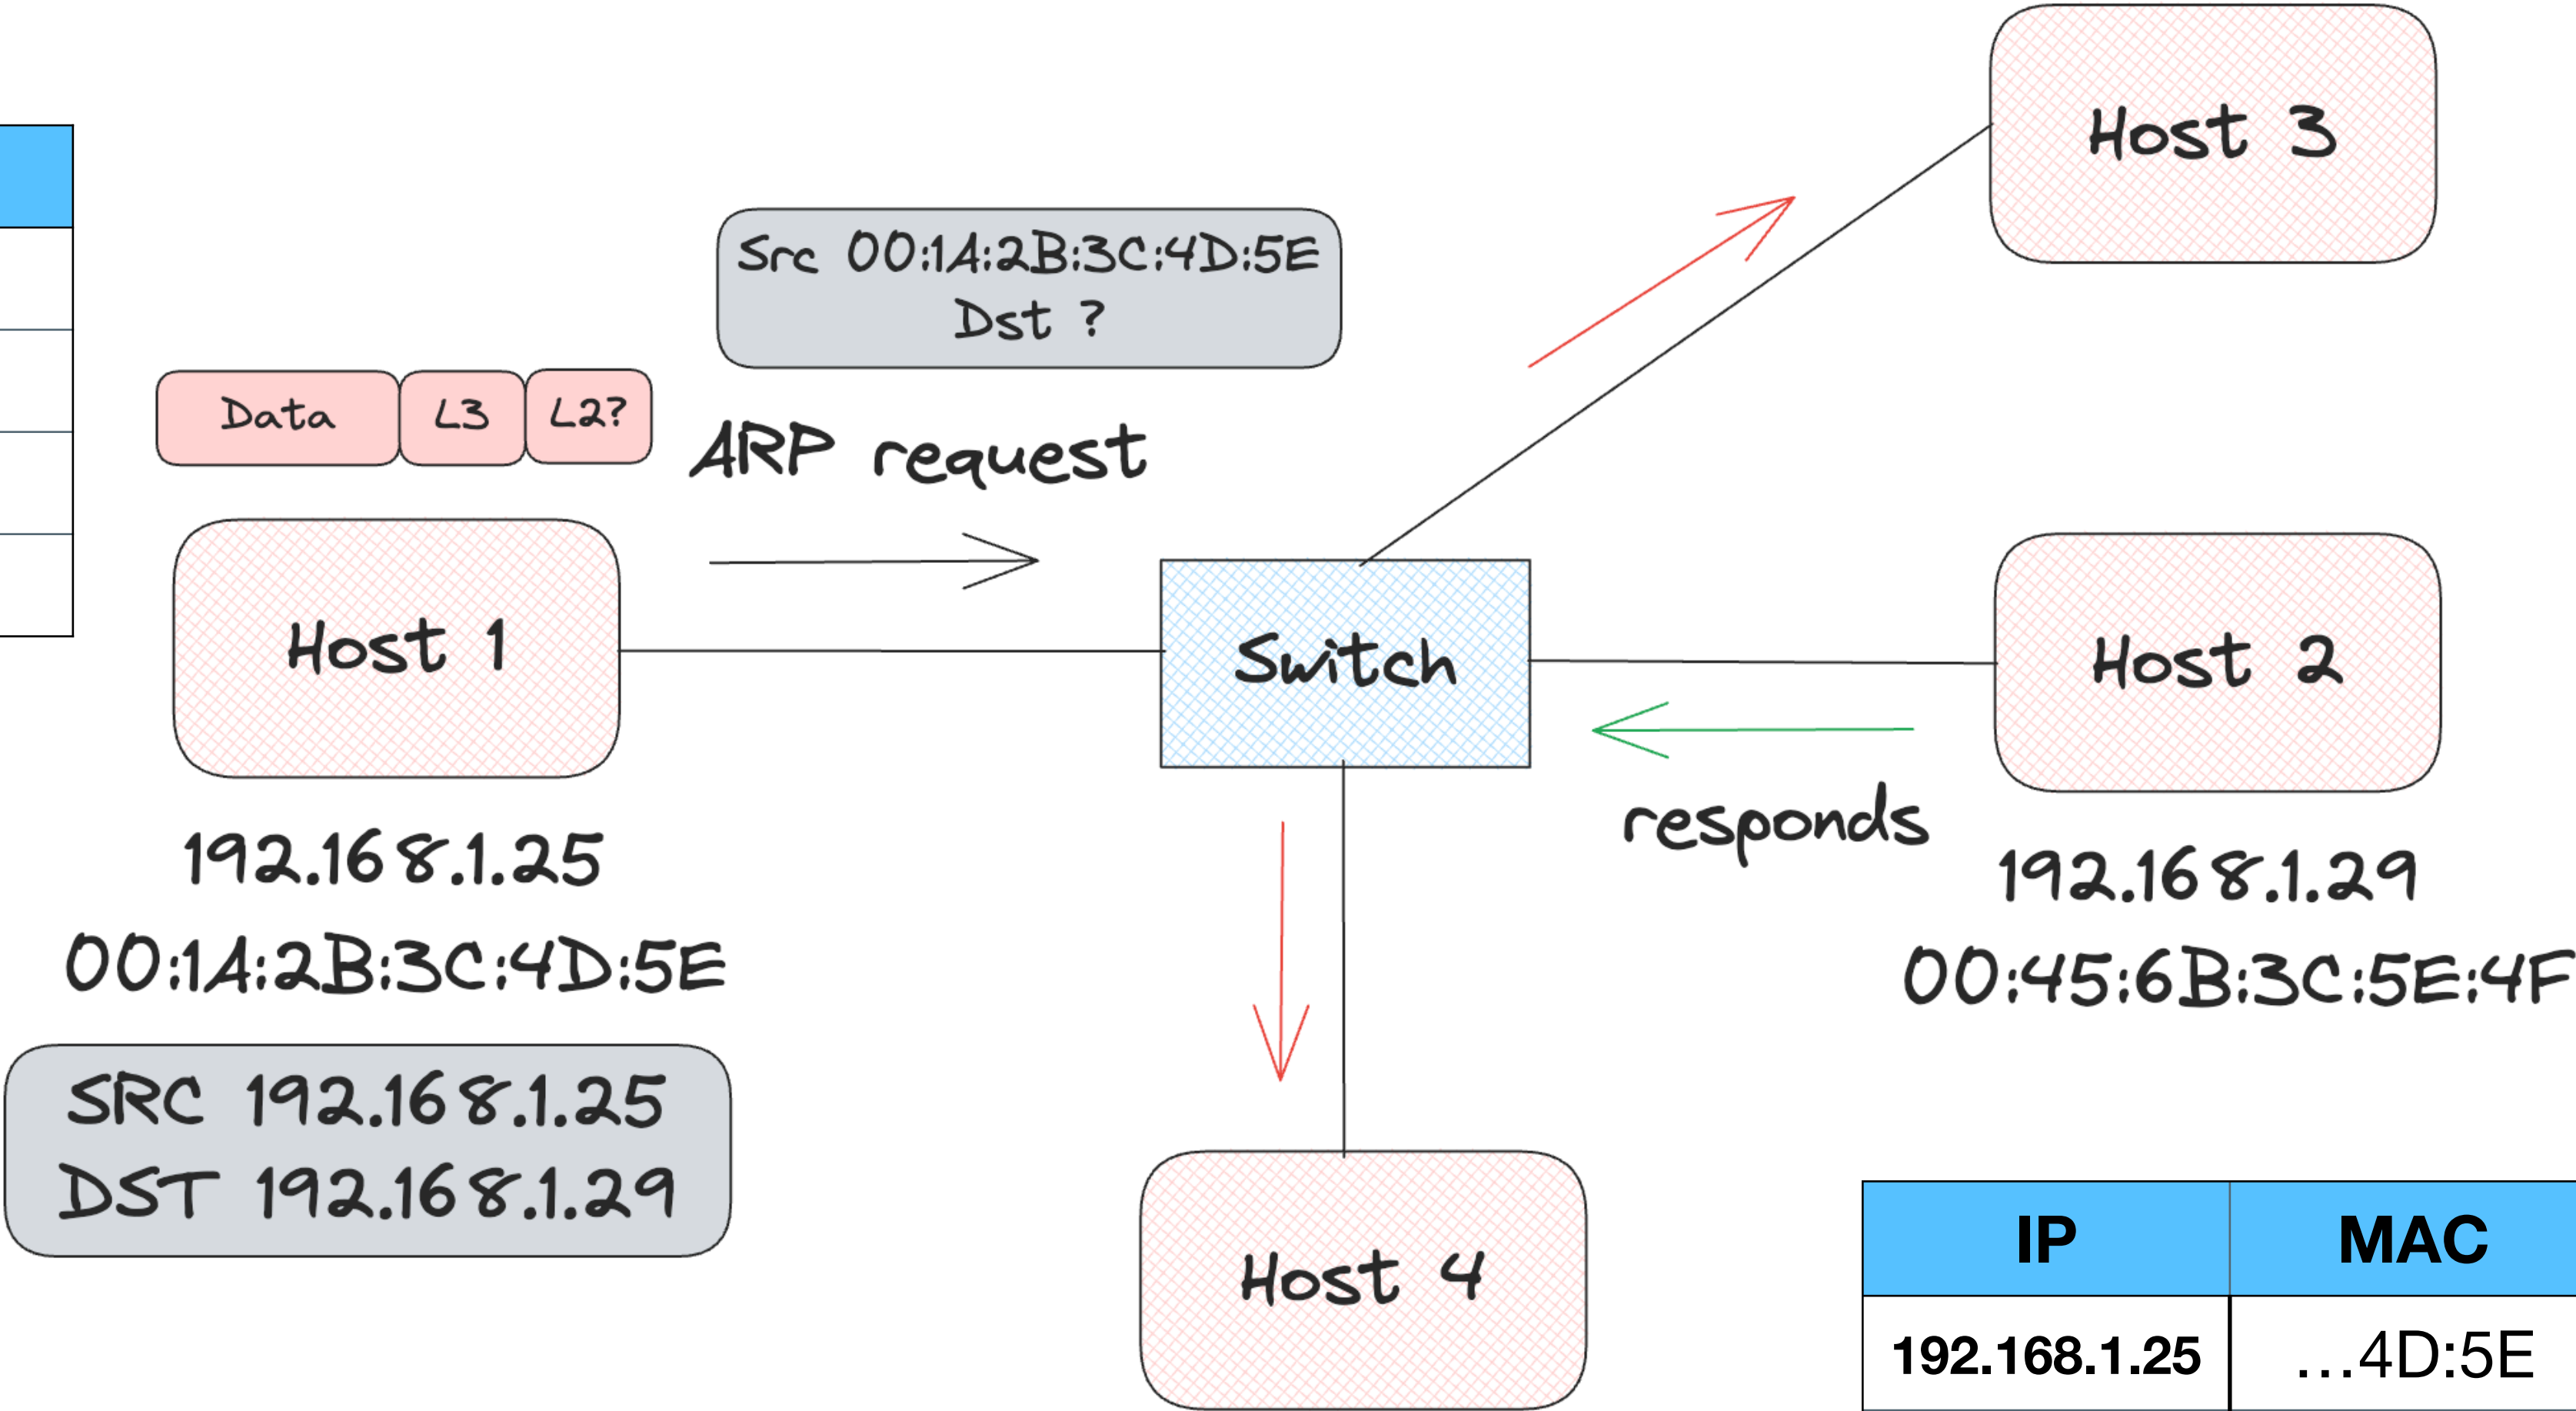 Host 3
Src 00:1A:2B:3C:4D:5E
Dst ?
Data L3 L2?
ARP request
Host 1
Switch
Host 2
responds
192.168.1.25
00:1A:2B:3C:4D:5E
192.168.1.29
00:45:6B:3C:5E:4F
SRC 192.168.1.25
DST 192.168.1.29
Host 4
IP MAC
192.168.1.25 ...4D:5E